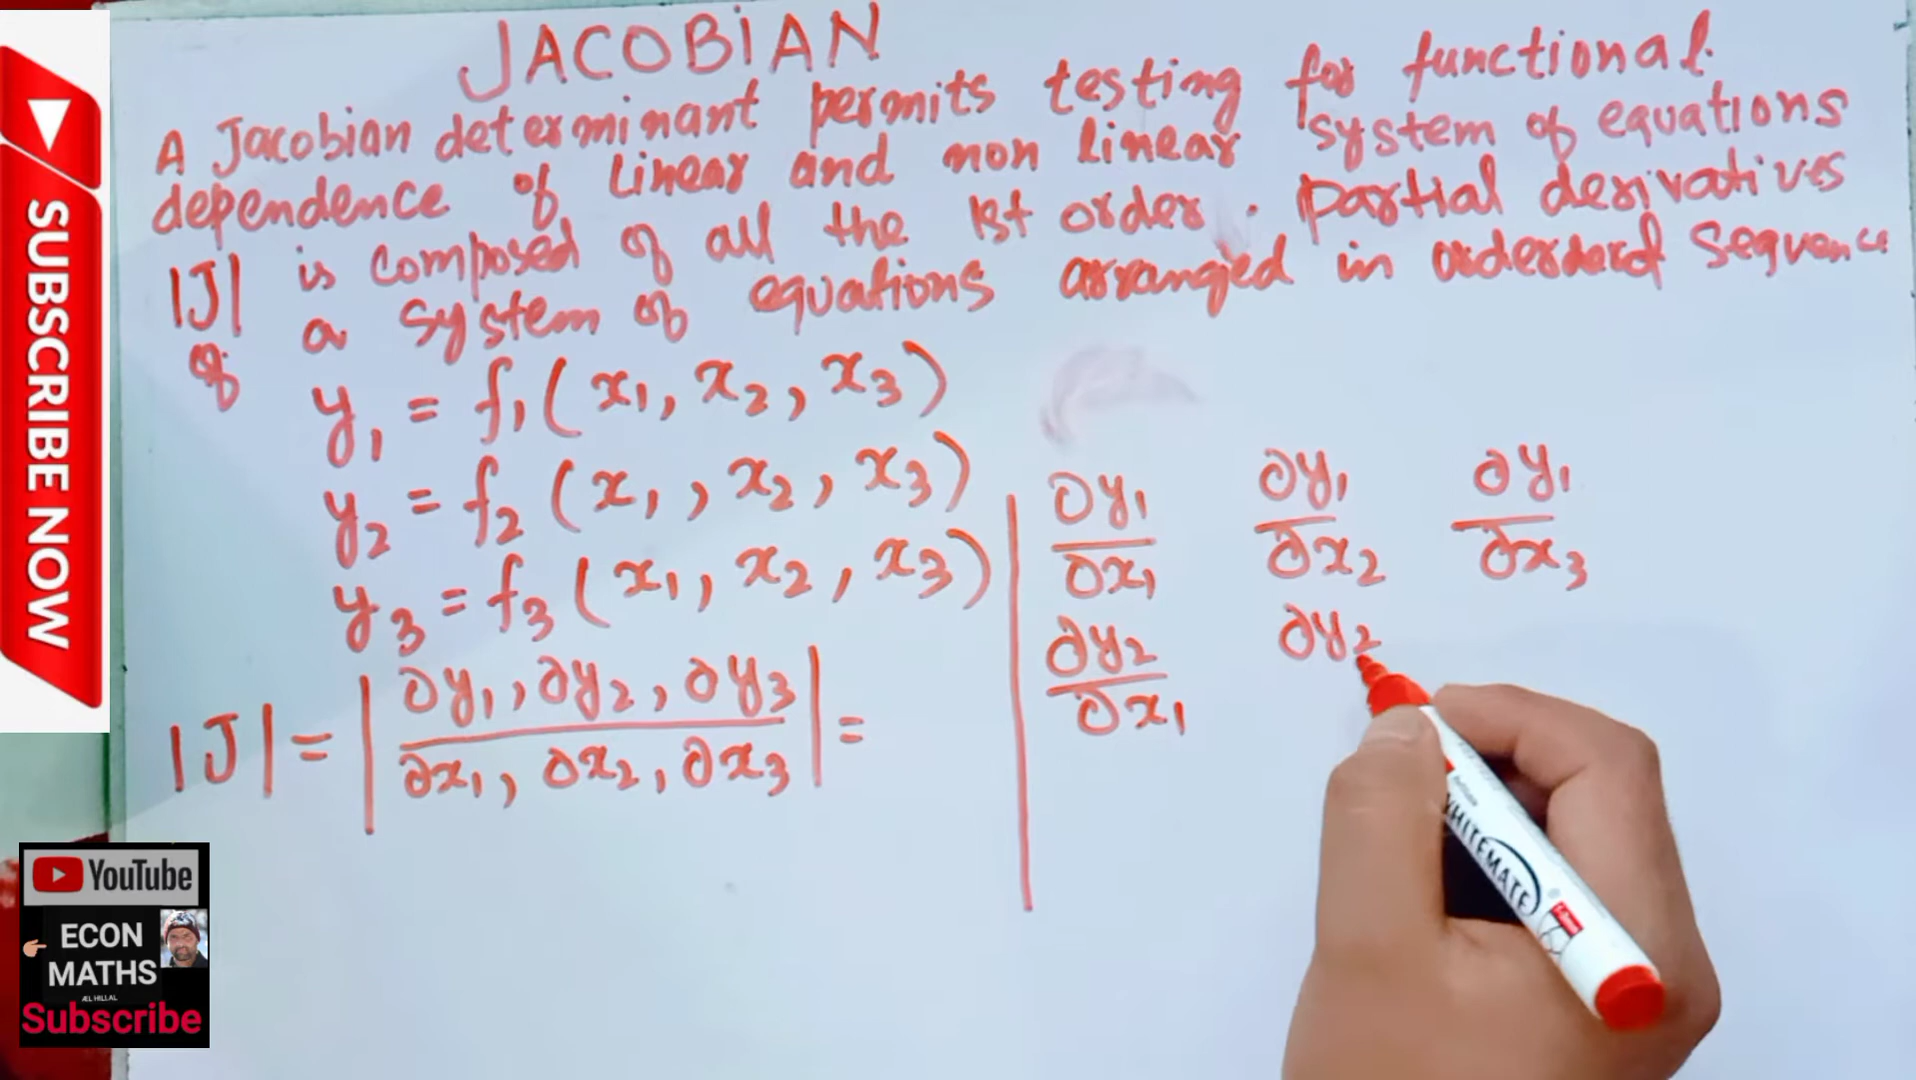 JACOBiAN
A Jacobian determinant permits testing for functional
dependence of Linear and non linear system of equations
|J| is composed of all the 1st order. Partial derivatives
of a system of equations arranged in Sequence
y₁ = f₁(x₁, x₂, x₃)
y₂ = f₂ (x₁, x₂, x₃)
y₃ = f₃ (x₁, x₂, x₃)
|J| = | ∂y₁, ∂y₂, ∂y₃ / ∂x₁, ∂x₂, ∂x₃ | =
| ∂y₁/∂x₁ ∂y₁/∂x₂ ∂y₁/∂x₃
∂y₂/∂x₁ ∂y₂
WHITEMATE
SUBSCRIBE NOW
YouTube
ECON
MATHS
ÆL HILLAL
Subscribe